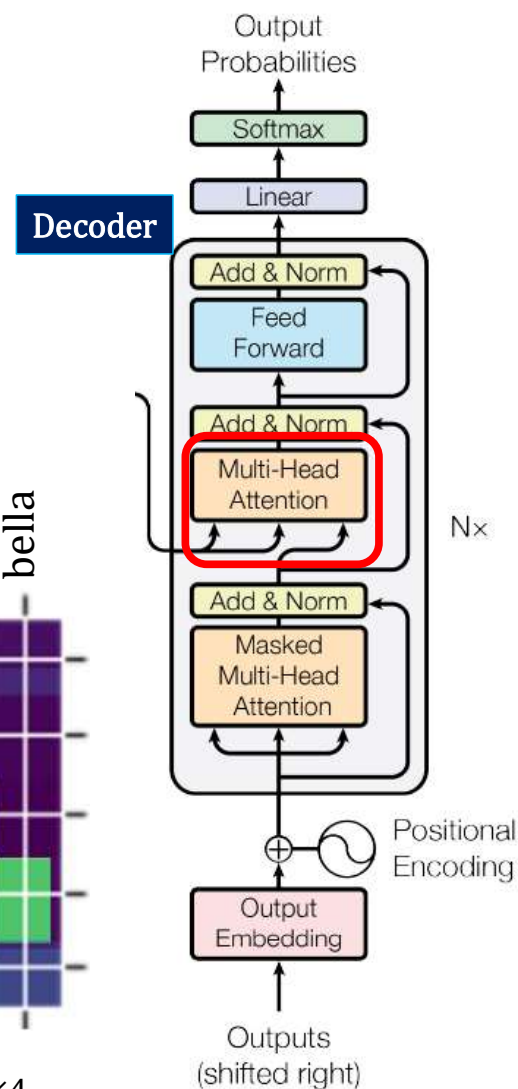 Output
Probabilities
Softmax
Linear
Decoder
Add & Norm
Feed
Forward
Add & Norm
Multi-Head
Attention
N×
bella
Add & Norm
Masked
Multi-Head
Attention
Positional
Encoding
Output
Embedding
Outputs
(shifted right)